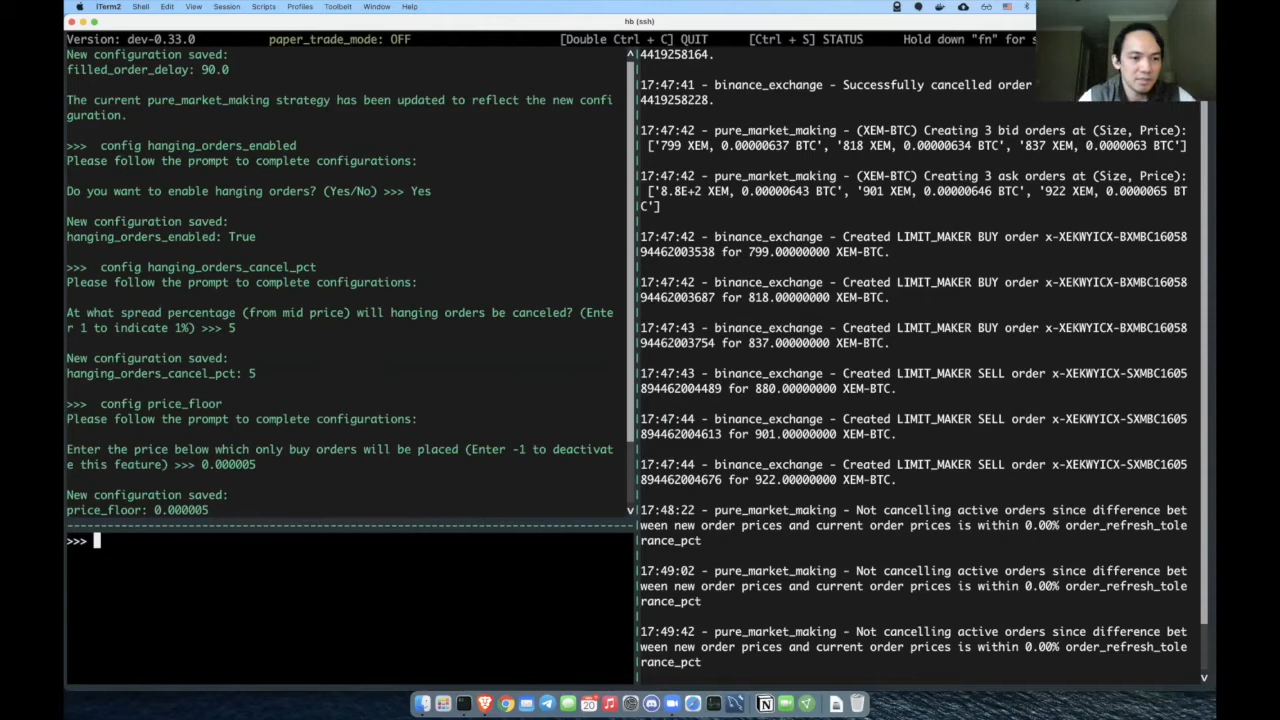 iTerm2 Shell Edit View Session Scripts Profiles Toolbelt Window Help
hb (ssh)
Version: dev-0.33.0 paper_trade_mode: OFF [Double Ctrl + C] QUIT [Ctrl + S] STATUS Hold down "fn" for s
New configuration saved:
filled_order_delay: 90.0
The current pure_market_making strategy has been updated to reflect the new confi
guration.
>>> config hanging_orders_enabled
Please follow the prompt to complete configurations:
Do you want to enable hanging orders? (Yes/No) >>> Yes
New configuration saved:
hanging_orders_enabled: True
>>> config hanging_orders_cancel_pct
Please follow the prompt to complete configurations:
At what spread percentage (from mid price) will hanging orders be canceled? (Ente
r 1 to indicate 1%) >>> 5
New configuration saved:
hanging_orders_cancel_pct: 5
>>> config price_floor
Please follow the prompt to complete configurations:
Enter the price below which only buy orders will be placed (Enter -1 to deactivat
e this feature) >>> 0.000005
New configuration saved:
price_floor: 0.000005
>>>
4419258164.
17:47:41 - binance_exchange - Successfully cancelled order
4419258228.
17:47:42 - pure_market_making - (XEM-BTC) Creating 3 bid orders at (Size, Price):
['799 XEM, 0.00000637 BTC', '818 XEM, 0.00000634 BTC', '837 XEM, 0.0000063 BTC']
17:47:42 - pure_market_making - (XEM-BTC) Creating 3 ask orders at (Size, Price):
['8.8E+2 XEM, 0.00000643 BTC', '901 XEM, 0.00000646 BTC', '922 XEM, 0.0000065 BT
C']
17:47:42 - binance_exchange - Created LIMIT_MAKER BUY order x-XEKWYICX-BXMBC16058
94462003538 for 799.00000000 XEM-BTC.
17:47:42 - binance_exchange - Created LIMIT_MAKER BUY order x-XEKWYICX-BXMBC16058
94462003687 for 818.00000000 XEM-BTC.
17:47:43 - binance_exchange - Created LIMIT_MAKER BUY order x-XEKWYICX-BXMBC16058
94462003754 for 837.00000000 XEM-BTC.
17:47:43 - binance_exchange - Created LIMIT_MAKER SELL order x-XEKWYICX-SXMBC1605
894462004489 for 880.00000000 XEM-BTC.
17:47:44 - binance_exchange - Created LIMIT_MAKER SELL order x-XEKWYICX-SXMBC1605
894462004613 for 901.00000000 XEM-BTC.
17:47:44 - binance_exchange - Created LIMIT_MAKER SELL order x-XEKWYICX-SXMBC1605
894462004676 for 922.00000000 XEM-BTC.
17:48:22 - pure_market_making - Not cancelling active orders since difference bet
ween new order prices and current order prices is within 0.00% order_refresh_tole
rance_pct
17:49:02 - pure_market_making - Not cancelling active orders since difference bet
ween new order prices and current order prices is within 0.00% order_refresh_tole
rance_pct
17:49:42 - pure_market_making - Not cancelling active orders since difference bet
ween new order prices and current order prices is within 0.00% order_refresh_tole
rance_pct
20